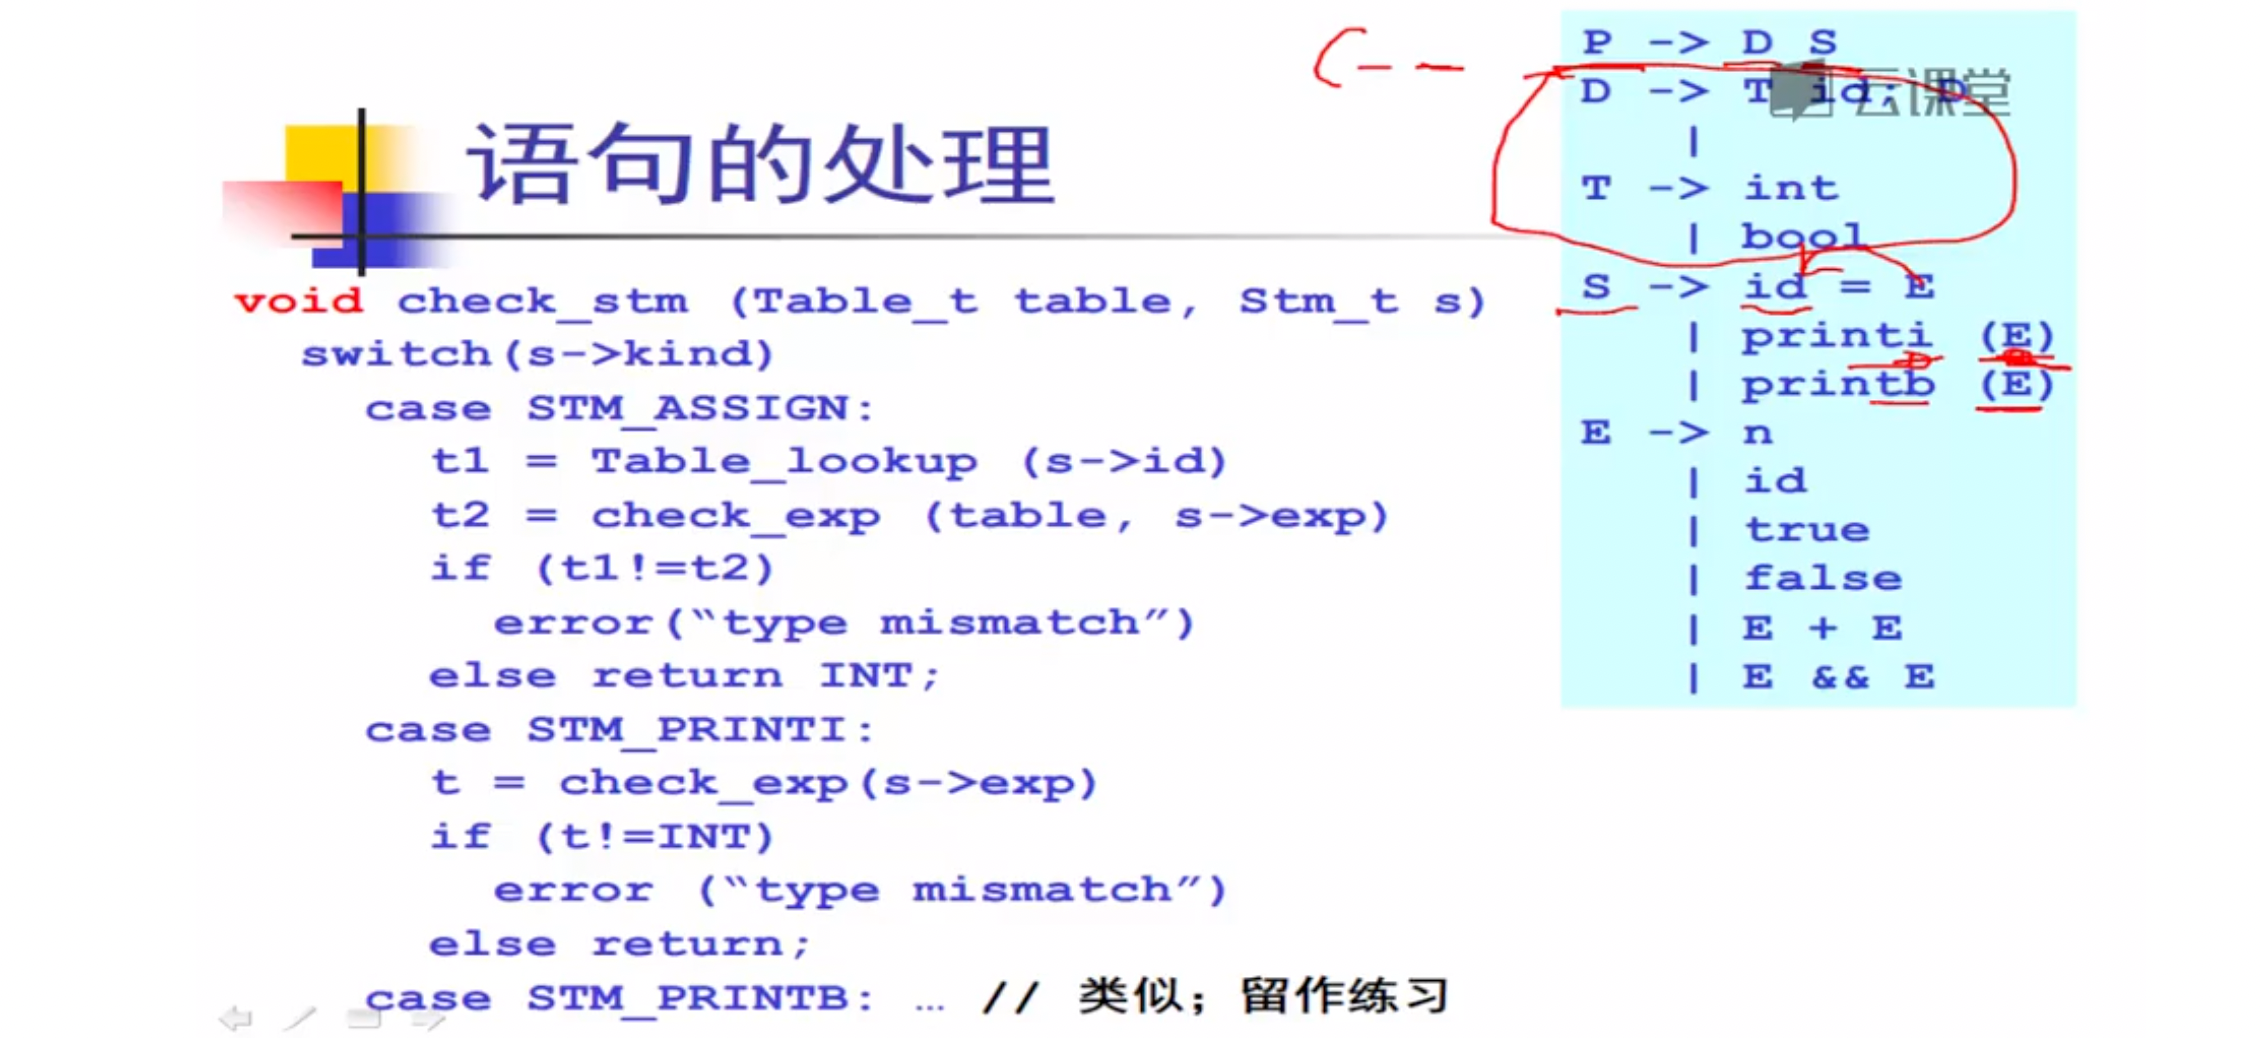 语句的处理
void check_stm (Table_t table, Stm_t s)
switch(s->kind)
case STM_ASSIGN:
t1 = Table_lookup (s->id)
t2 = check_exp (table, s->exp)
if (t1!=t2)
error(“type mismatch”)
else return INT;
case STM_PRINTI:
t = check_exp(s->exp)
if (t!=INT)
error (“type mismatch”)
else return;
case STM_PRINTB: … // 类似；留作练习
C--
P -> D S
D -> T id; D
|
T -> int
| bool
S -> id = E
| printi (E)
| printb (E)
E -> n
| id
| true
| false
| E + E
| E && E
云课堂